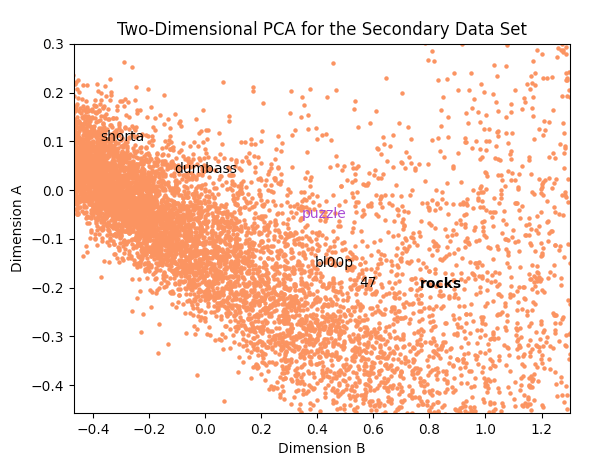 Two-Dimensional PCA for the Secondary Data Set
0.3
0.2
0.1
0.0
−0.1
−0.2
−0.3
−0.4
Dimension A
shorta
dumbass
puzzle
bl00p
47
rocks
−0.4 −0.2 0.0 0.2 0.4 0.6 0.8 1.0 1.2
Dimension B